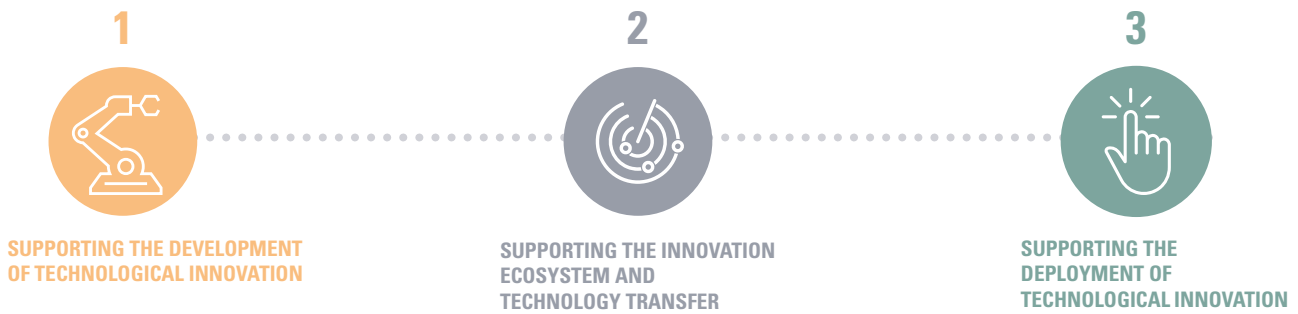 1
SUPPORTING THE DEVELOPMENT
OF TECHNOLOGICAL INNOVATION
2
SUPPORTING THE INNOVATION
ECOSYSTEM AND
TECHNOLOGY TRANSFER
3
SUPPORTING THE
DEPLOYMENT OF
TECHNOLOGICAL INNOVATION